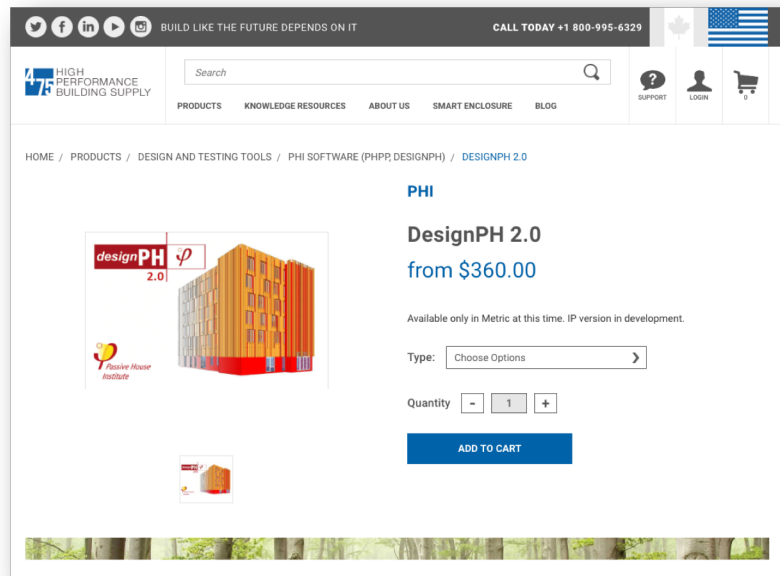 BUILD LIKE THE FUTURE DEPENDS ON IT
CALL TODAY +1 800-995-6329
475 HIGH
PERFORMANCE
BUILDING SUPPLY
Search
SUPPORT
LOGIN
0
PRODUCTS KNOWLEDGE RESOURCES ABOUT US SMART ENCLOSURE BLOG
HOME / PRODUCTS / DESIGN AND TESTING TOOLS / PHI SOFTWARE (PHPP, DESIGNPH) / DESIGNPH 2.0
PHI
DesignPH 2.0
from $360.00
designPH φ
2.0
Passive House
Institute
Available only in Metric at this time. IP version in development.
Type: Choose Options
Quantity - 1 +
ADD TO CART